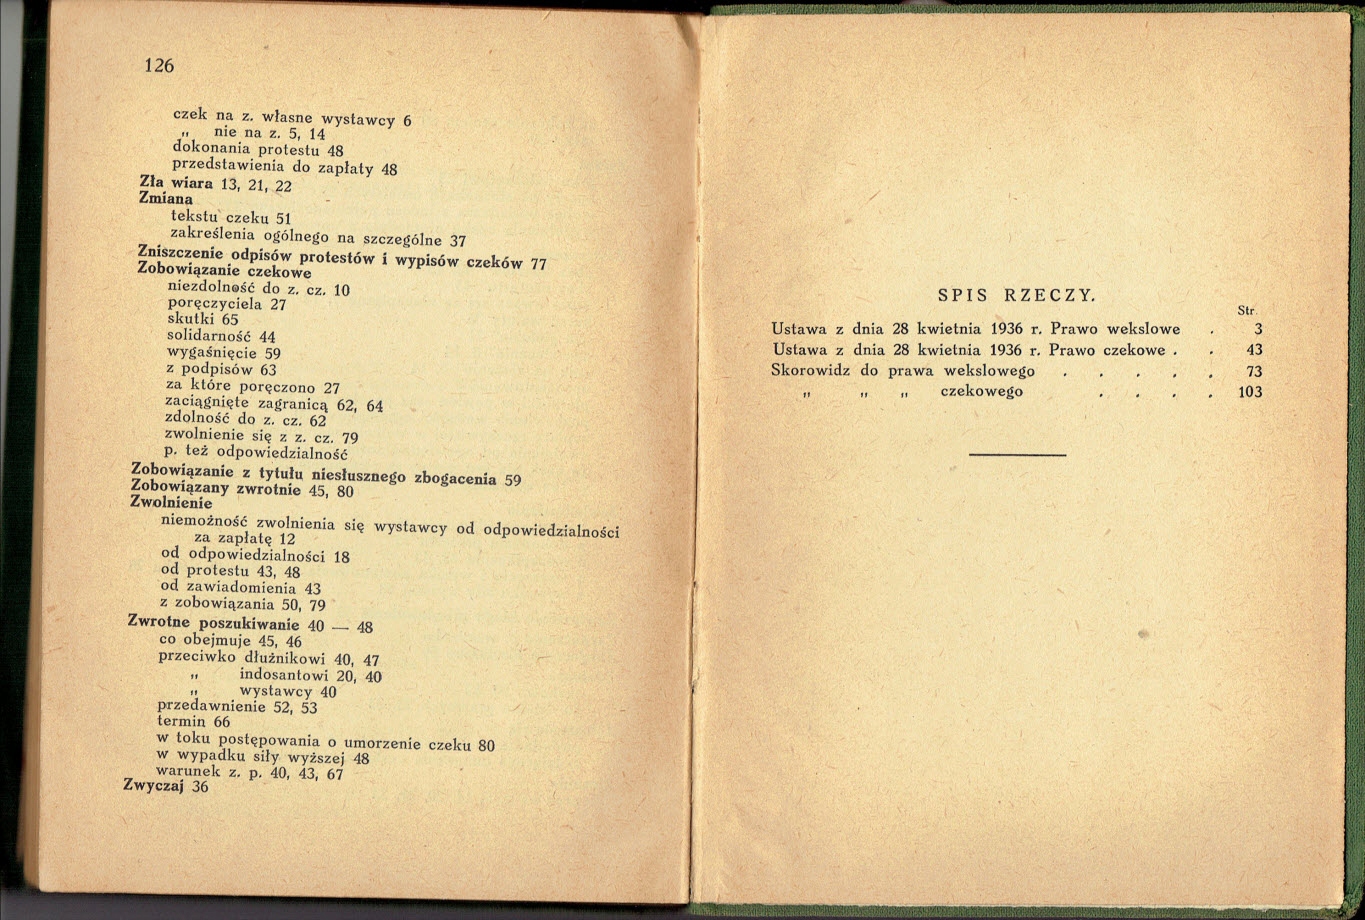 126
czek na z. własne wystawcy 6
„ nie na z. 5, 14
dokonania protestu 48
przedstawienia do zapłaty 48
Zła wiara 13, 21, 22
Zmiana
tekstu czeku 51
zakreślenia ogólnego na szczególne 37
Zniszczenie odpisów protestów i wypisów czeków 77
Zobowiązanie czekowe
niezdolność do z. cz. 10
poręczyciela 27
skutki 65
solidarność 44
wygaśnięcie 59
z podpisów 63
za które poręczono 27
zaciągnięte zagranicą 62, 64
zdolność do z. cz. 62
zwolnienie się z z. cz. 79
p. też odpowiedzialność
Zobowiązanie z tytułu niesłusznego zbogacenia 59
Zobowiązany zwrotnie 45, 80
Zwolnienie
niemożność zwolnienia się wystawcy od odpowiedzialności
za zapłatę 12
od odpowiedzialności 18
od protestu 43, 48
od zawiadomienia 43
z zobowiązania 50, 79
Zwrotne poszukiwanie 40 — 48
co obejmuje 45, 46
przeciwko dłużnikowi 40, 47
„ indosantowi 20, 40
„ wystawcy 40
przedawnienie 52, 53
termin 66
w toku postępowania o umorzenie czeku 80
w wypadku siły wyższej 48
warunek z. p. 40, 43, 67
Zwyczaj 36
SPIS RZECZY.
Str.
Ustawa z dnia 28 kwietnia 1936 r. Prawo wekslowe . 3
Ustawa z dnia 28 kwietnia 1936 r. Prawo czekowe . . 43
Skorowidz do prawa wekslowego . . . . . 73
„ „ „ czekowego . . . . 103